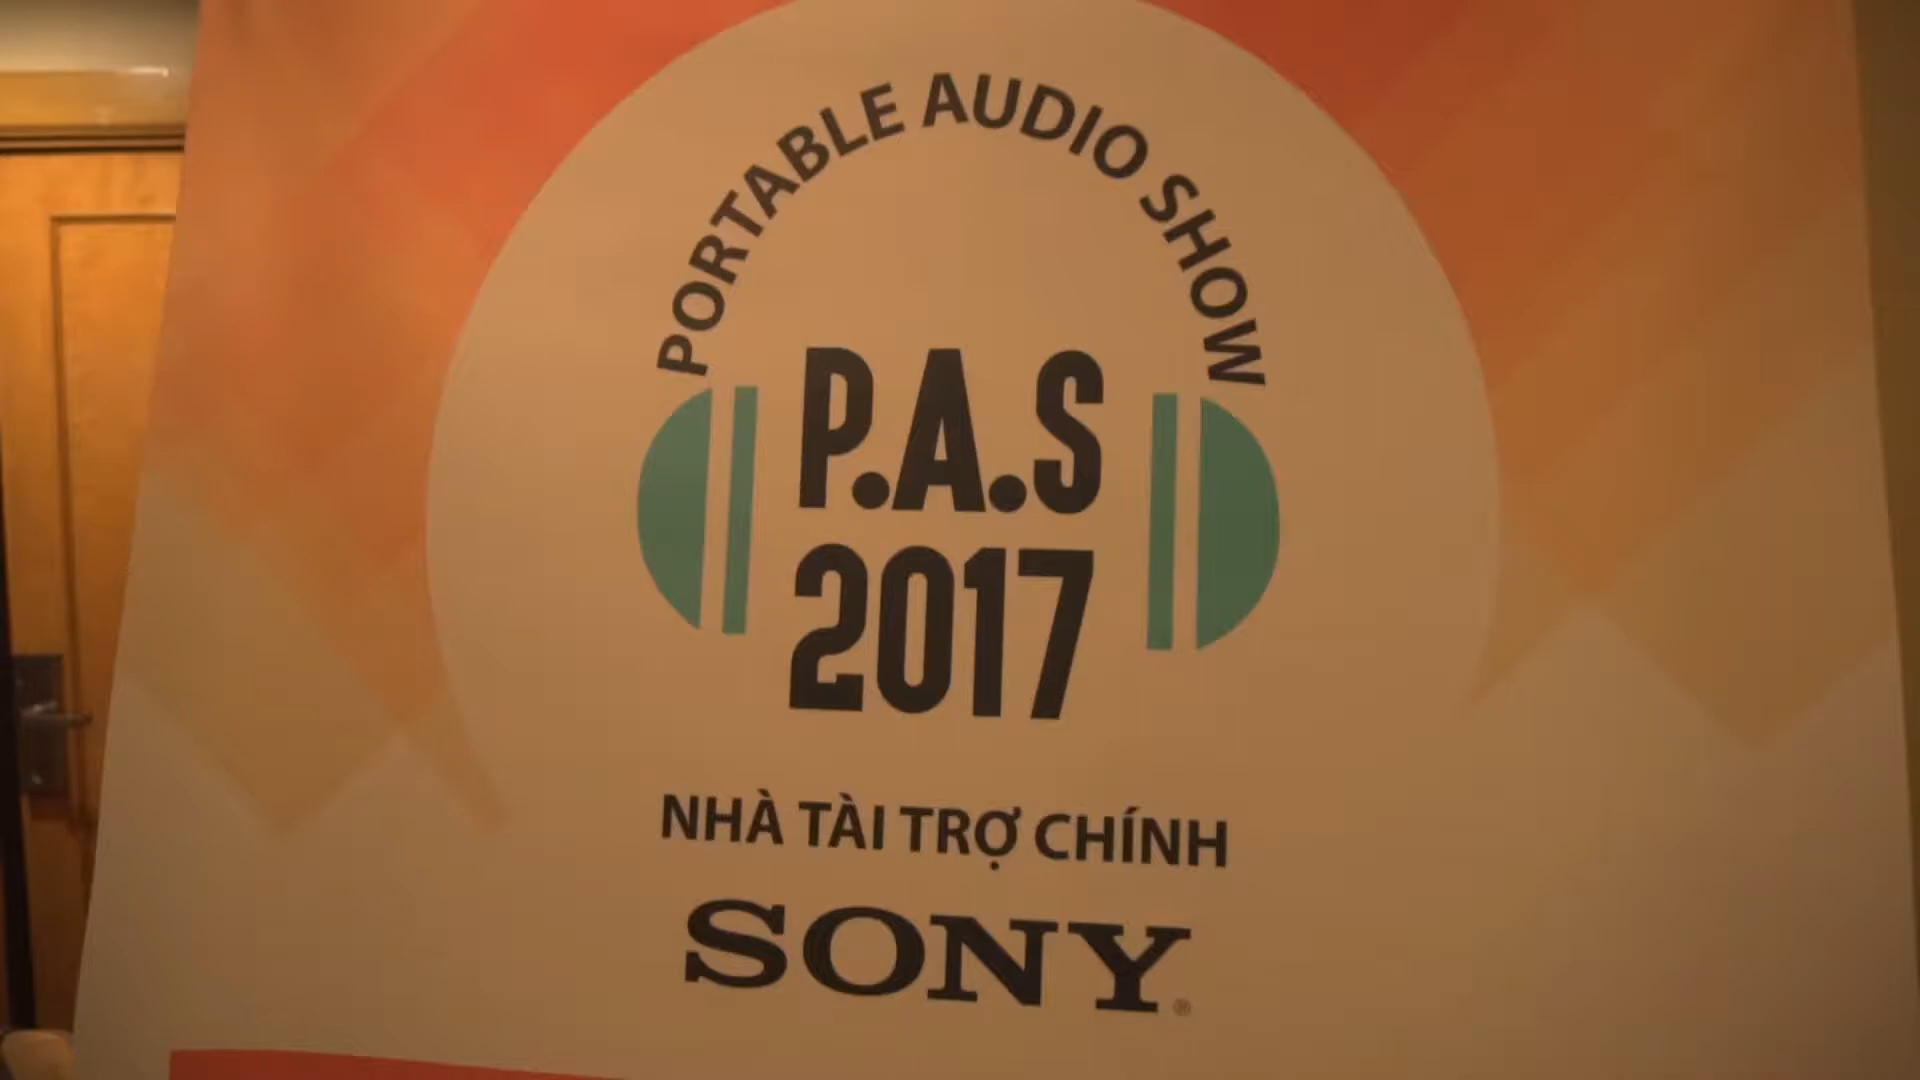 PORTABLE AUDIO SHOW
P.A.S
2017
NHÀ TÀI TRỢ CHÍNH
SONY®